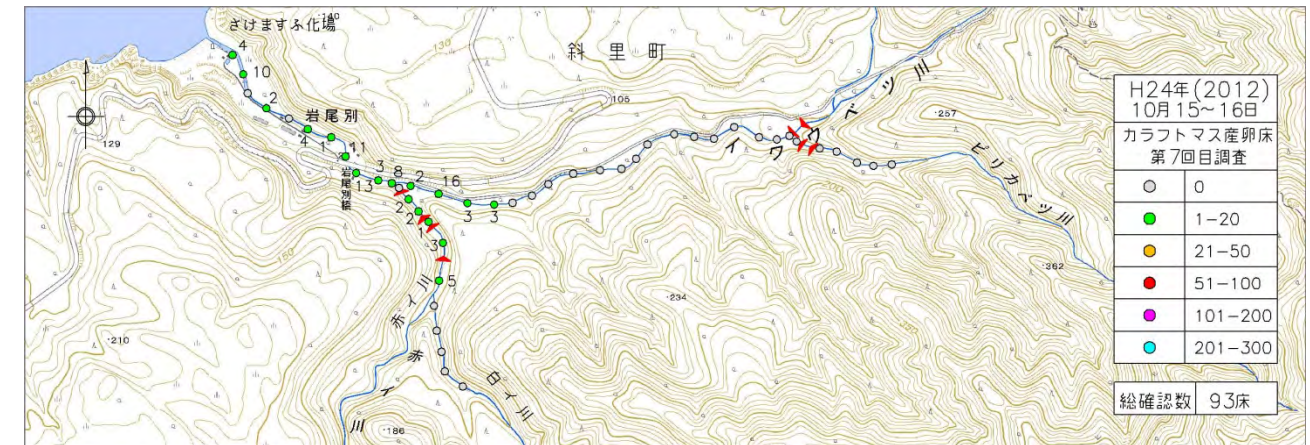 さけますふ化場
·140
斜里町
130
105
·129
岩尾別
岩尾別橋
4
10
2
4
1
11
13
3
8
2
16
3
3
2
2
1
3
5
イワウベツ川
ピリカベツ川
·257
200
·362
·234
350
150
·210
·186
赤イ川
赤イ川
白イ川
H24年(2012)
10月15~16日
カラフトマス産卵床
第7回目調査
0
1-20
21-50
51-100
101-200
201-300
総確認数 93床